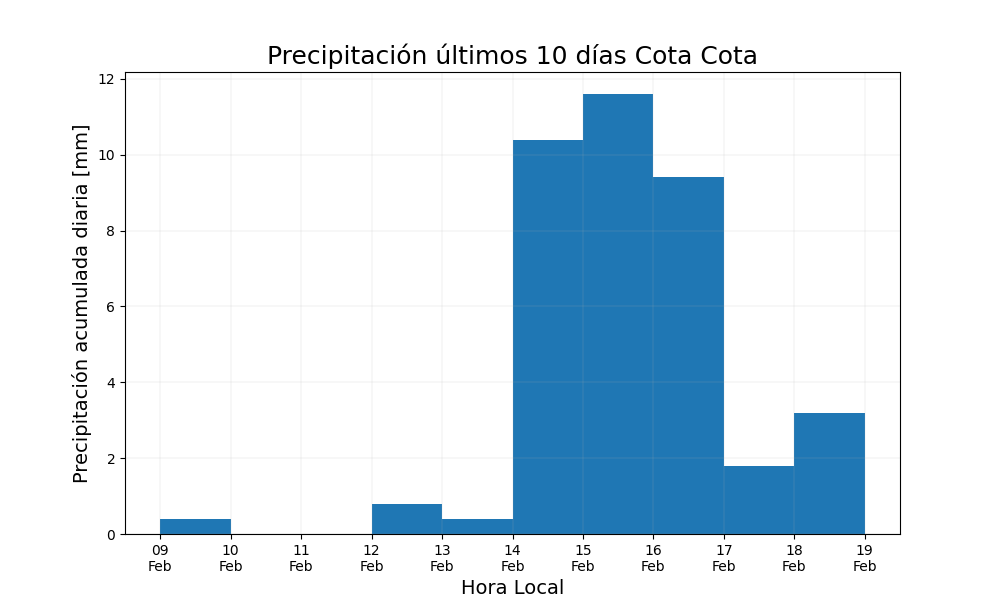 Precipitación últimos 10 días Cota Cota
Precipitación acumulada diaria [mm]
12
10
8
6
4
2
0
09 10 11 12 13 14 15 16 17 18 19
Feb Feb Feb Feb Feb Feb Feb Feb Feb Feb Feb
Hora Local